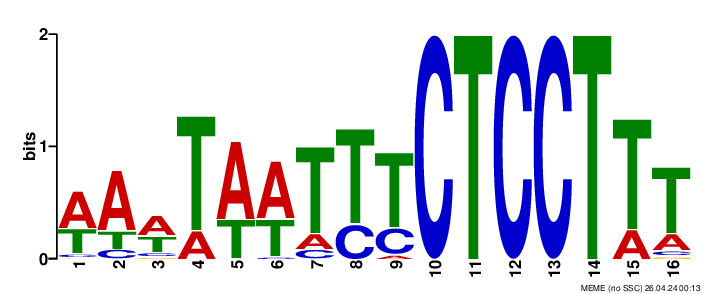 2
1
0
bits
A T C
A T C
A T C
T A
A T
A T C
T A C
T C
T C A
C
T
C
C
T
T A
T A C
1 2 3 4 5 6 7 8 9 10 11 12 13 14 15 16
MEME (no SSC) 26.04.24 00:13